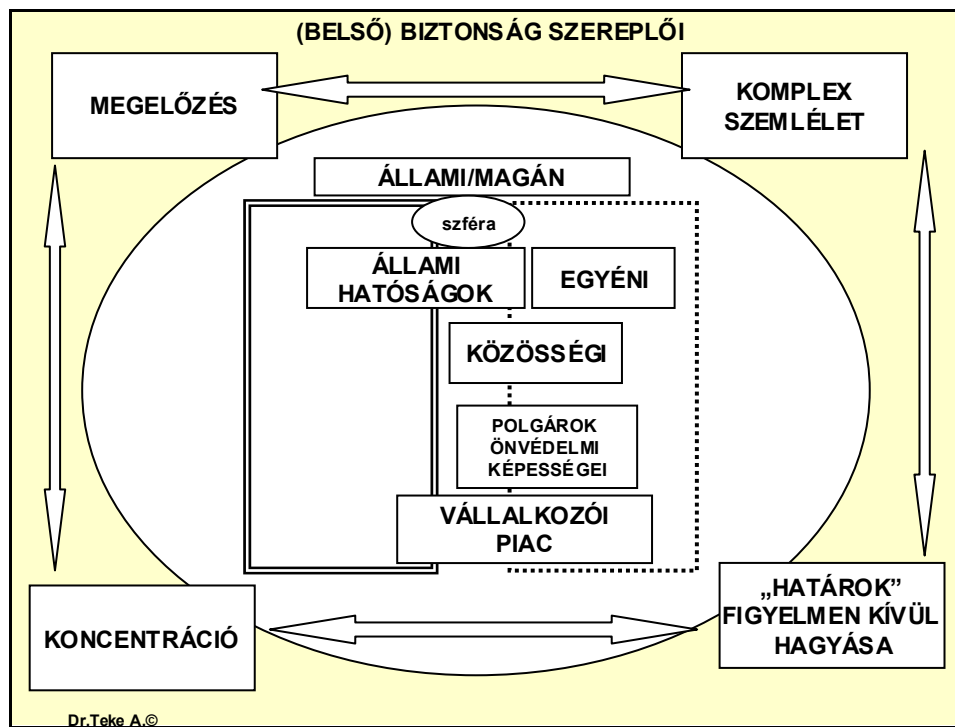 (BELSŐ) BIZTONSÁG SZEREPLŐI
MEGELŐZÉS
KOMPLEX
SZEMLÉLET
ÁLLAMI/MAGÁN
szféra
ÁLLAMI
HATÓSÁGOK
EGYÉNI
KÖZÖSSÉGI
POLGÁROK
ÖNVÉDELMI
KÉPESSÉGEI
VÁLLALKOZÓI
PIAC
KONCENTRÁCIÓ
„HATÁROK”
FIGYELMEN KÍVÜL
HAGYÁSA
Dr.Teke A.©